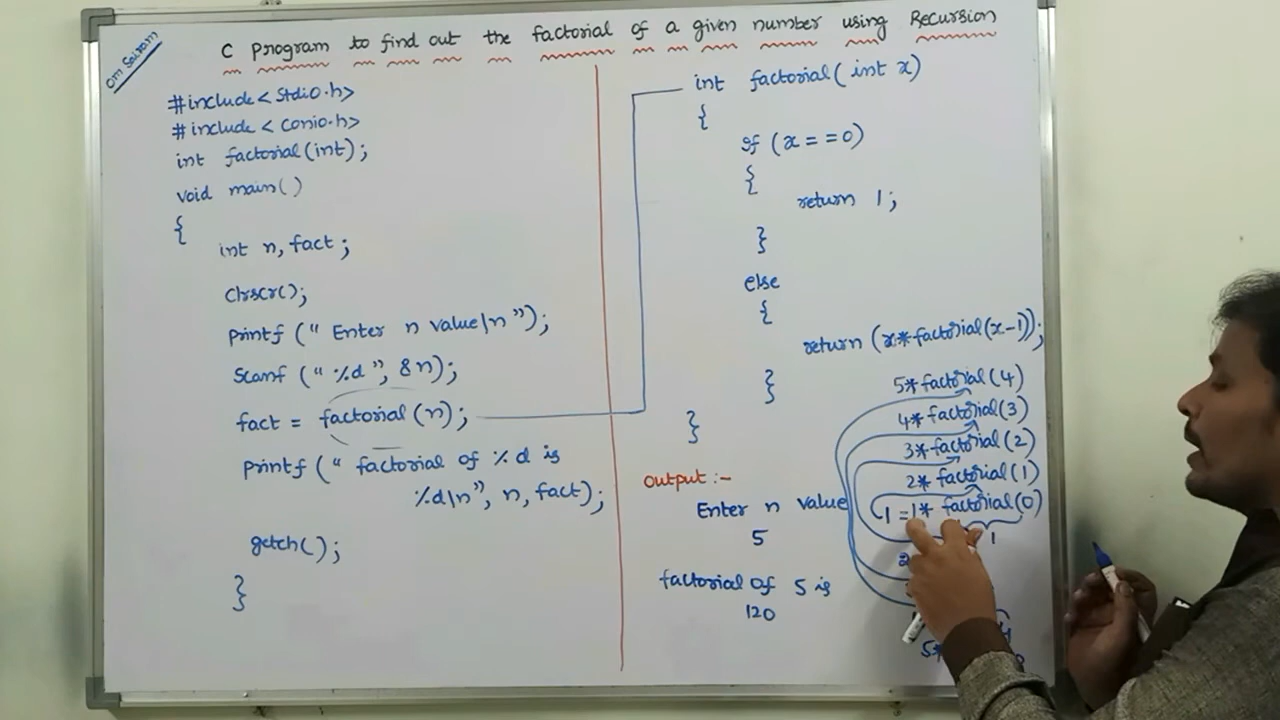 Om Sairam
C Program to find out the factorial of a given number using Recursion
#include<stdio.h>
#include<conio.h>
int factorial(int);
void main()
{
int n, fact;
clrscr();
printf(" Enter n value\n");
scanf(" %d", &n);
fact = factorial(n);
printf(" factorial of %d is
%d\n", n, fact);
getch();
}
int factorial(int x)
{
if (x==0)
{
return 1;
}
else
{
return (x*factorial(x-1));
}
}
5*factorial(4)
4*factorial(3)
3*factorial(2)
2*factorial(1)
1=1*factorial(0)
1
Output:-
Enter n value
5
factorial of 5 is
120
5*